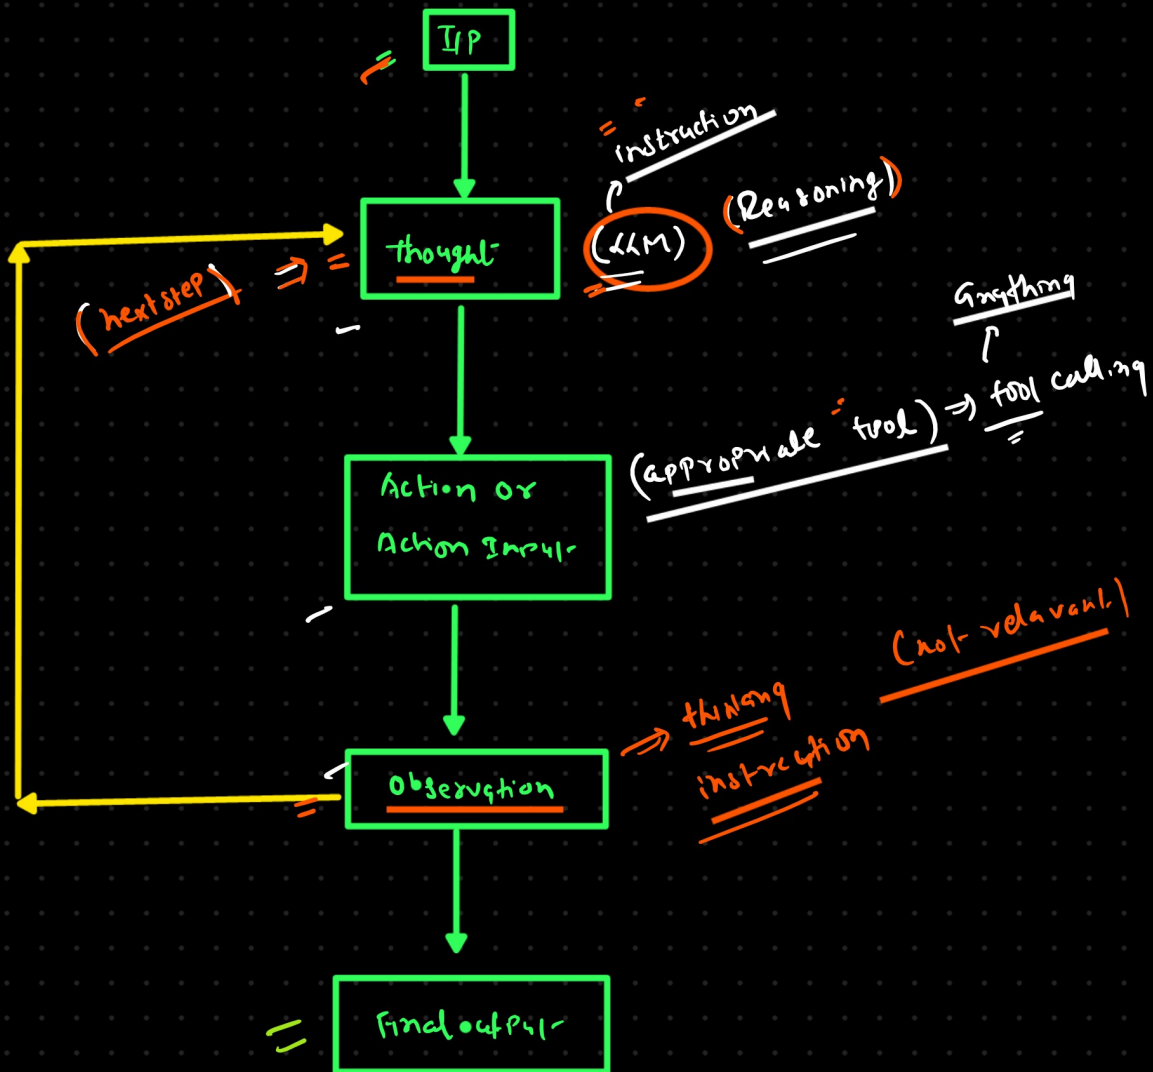 I/P
instruction
(LLM)
(Reasoning)
thought
(next step)
anything
(appropriate tool) ⇒ tool calling
Action or
Action Input
(not relavant)
thinking
instruction
Observation
Final output